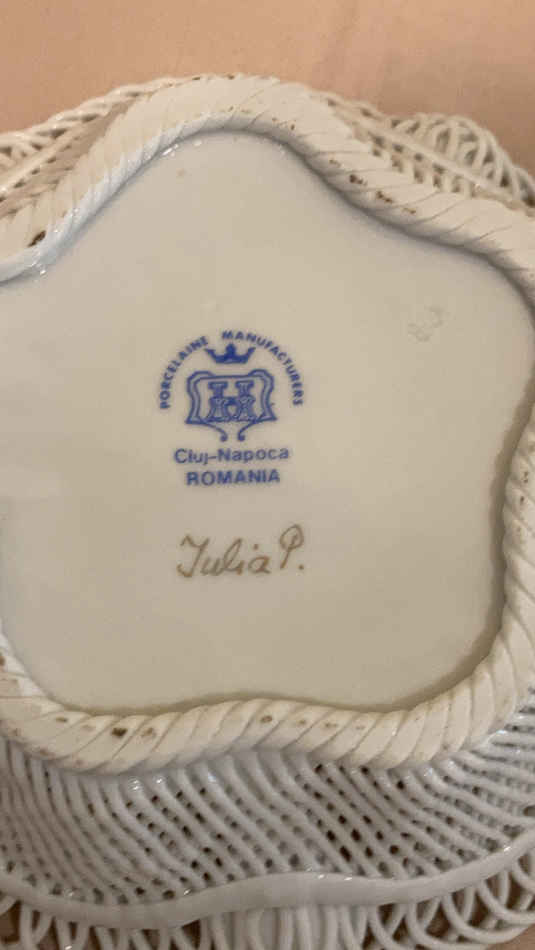 PORCELAINE MANUFACTURERS
H
Cluj-Napoca
ROMANIA
Iulia P.